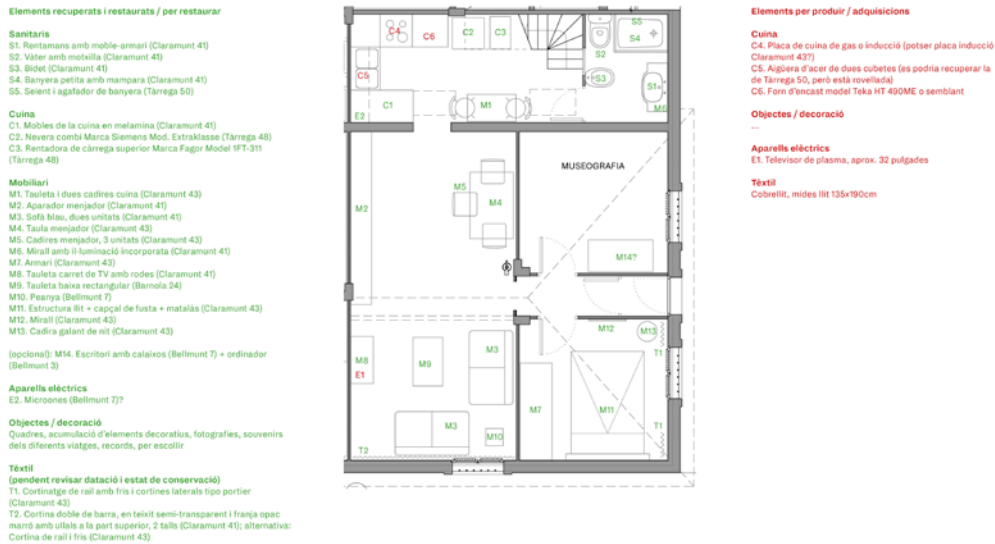 Elements recuperats i restaurats / per restaurar
Sanitaris
S1. Rentamans amb moble-armari (Claramunt 41)
S2. Vàter amb motxilla (Claramunt 41)
S3. Bidet (Claramunt 41)
S4. Banyera petita amb mampara (Claramunt 41)
S5. Seient i agafador de banyera (Tàrrega 50)
Cuina
C1. Mobles de la cuina en melamina (Claramunt 41)
C2. Nevera combi Marca Siemens Mod. Extraklasse (Tàrrega 48)
C3. Rentadora de càrrega superior Marca Fagor Model 1FT-311
(Tàrrega 48)
Mobiliari
M1. Tauleta i dues cadires cuina (Claramunt 43)
M2. Aparador menjador (Claramunt 41)
M3. Sofà blau, dues unitats (Claramunt 41)
M4. Taula menjador (Claramunt 43)
M5. Cadires menjador, 3 unitats (Claramunt 43)
M6. Mirall amb il·luminació incorporata (Claramunt 41)
M7. Armari (Claramunt 43)
M8. Tauleta carret de TV amb rodes (Claramunt 41)
M9. Tauleta baixa rectangular (Barnola 24)
M10. Peanya (Bellmunt 7)
M11. Estructura llit + capçal de fusta + matalàs (Claramunt 43)
M12. Mirall (Claramunt 43)
M13. Cadira galant de nit (Claramunt 43)
(opcional): M14. Escritori amb calaixos (Bellmunt 7) + ordinador
(Bellmunt 3)
Aparells elèctrics
E2. Microones (Bellmunt 7)?
Objectes / decoració
Quadres, acumulació d'elements decoratius, fotografies, souvenirs
dels diferents viatges, records, per escollir
Tèxtil
(pendent revisar datació i estat de conservació)
T1. Cortinatge de rail amb fris i cortines laterals tipo portier
(Claramunt 43)
T2. Cortina doble de barra, en teixit semi-transparent i franja opac
marró amb ullals a la part superior, 2 talls (Claramunt 41); alternativa:
Cortina de rail i fris (Claramunt 43)
C4
C6
C2
C3
S2
S5
S4
C5
S3
S1
C1
M1
E2
M6
MUSEOGRAFIA
M5
M2
M4
M14?
M12
M13
M8
M9
M3
T1
E1
M7
M11
M3
M10
T1
T2
Elements per produir / adquisicions
Cuina
C4. Placa de cuina de gas o inducció (potser placa inducció
Claramunt 43?)
C5. Aigüera d'acer de dues cubetes (es podria recuperar la
de Tàrrega 50, però està rovellada)
C6. Forn d'encast model Teka HT 490ME o semblant
Objectes / decoració
...
Aparells elèctrics
E1. Televisor de plasma, aprox. 32 pulgades
Tèxtil
Cobrellit, mides llit 135x190cm